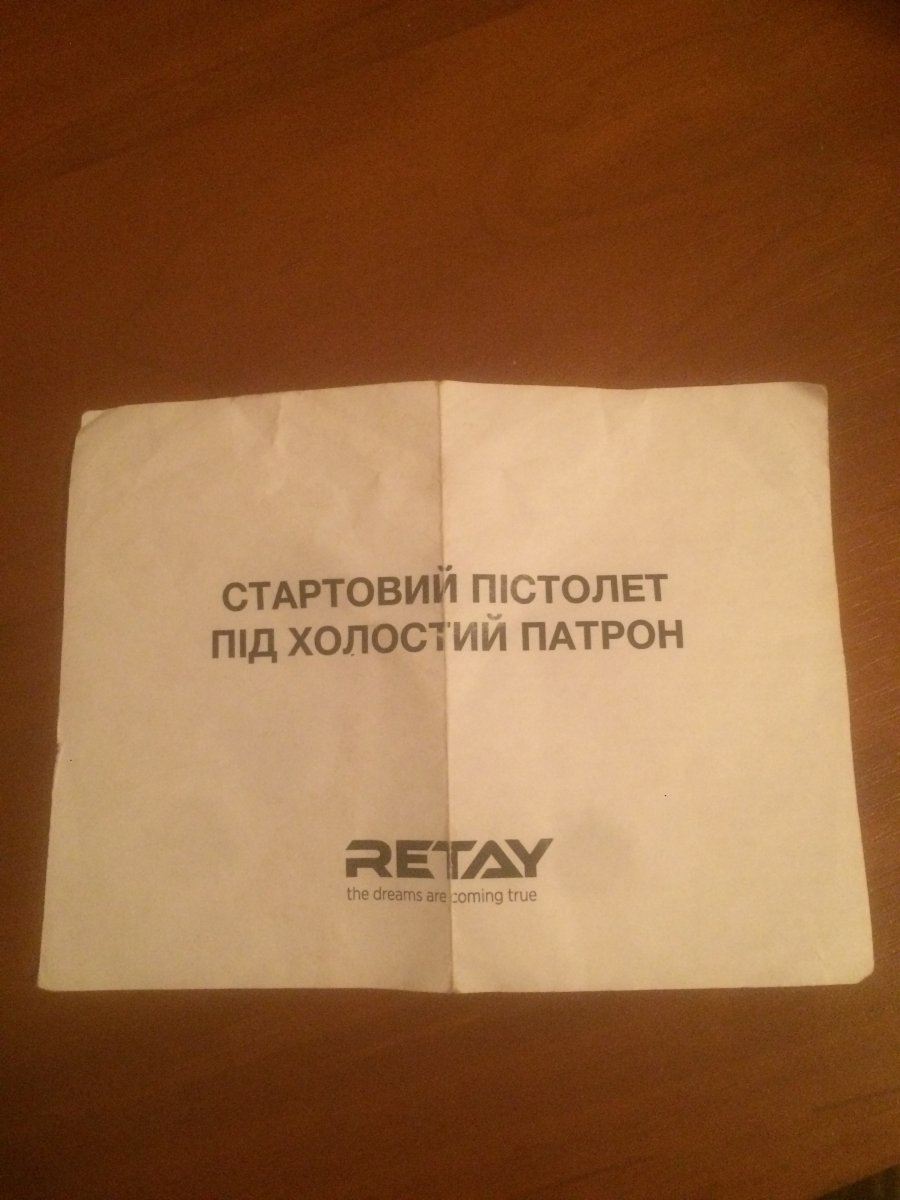 СТАРТОВИЙ ПІСТОЛЕТ
ПІД ХОЛОСТИЙ ПАТРОН
RETAY
the dreams are coming true